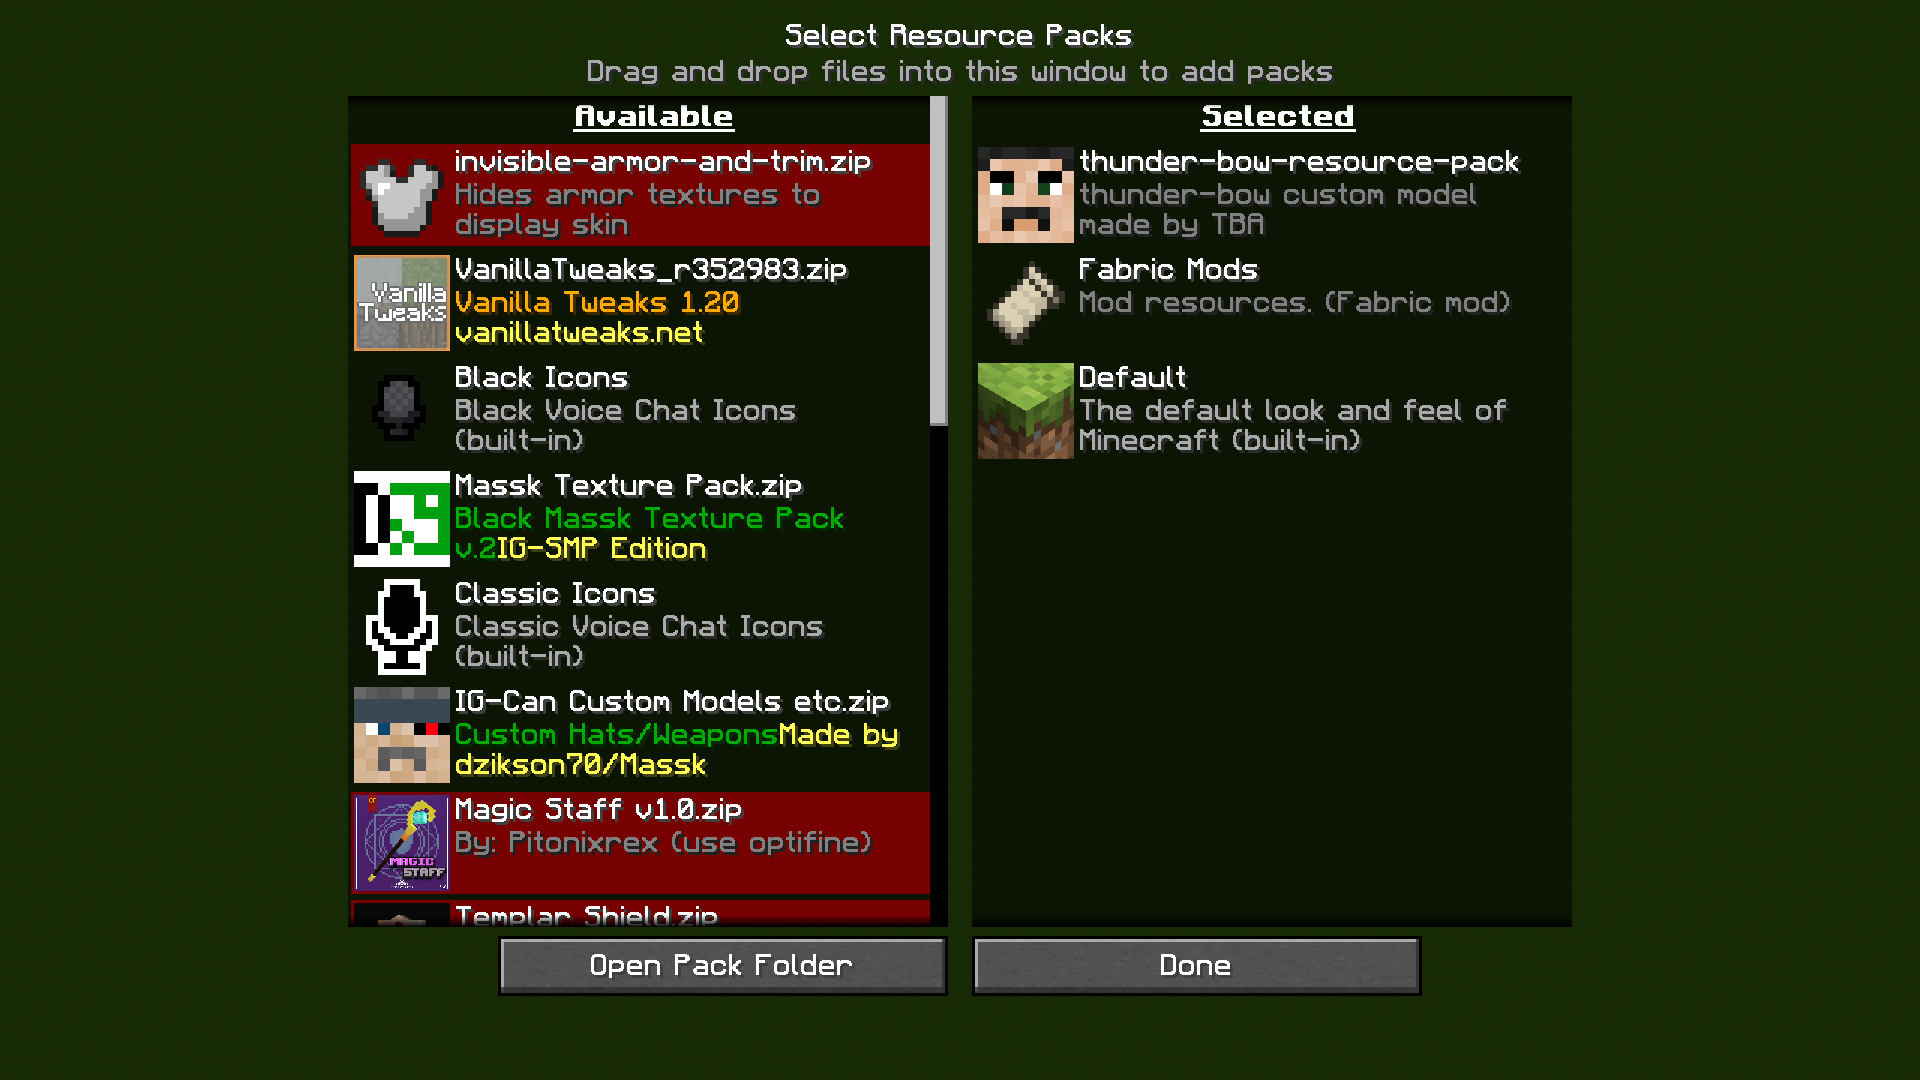 Select Resource Packs
Drag and drop files into this window to add packs
Available
invisible-armor-and-trim.zip
Hides armor textures to
display skin
Vanilla
Tweaks
VanillaTweaks_r352983.zip
Vanilla Tweaks 1.20
vanillatweaks.net
Black Icons
Black Voice Chat Icons
(built-in)
Massk Texture Pack.zip
Black Massk Texture Pack
v.2IG-SMP Edition
Classic Icons
Classic Voice Chat Icons
(built-in)
IG-Can Custom Models etc.zip
Custom Hats/WeaponsMade by
dzikson70/Massk
MAGIC
STAFF
Magic Staff v1.0.zip
By: Pitonixrex (use optifine)
Templar Shield.zip
Selected
thunder-bow-resource-pack
thunder-bow custom model
made by TBA
Fabric Mods
Mod resources. (Fabric mod)
Default
The default look and feel of
Minecraft (built-in)
Open Pack Folder
Done